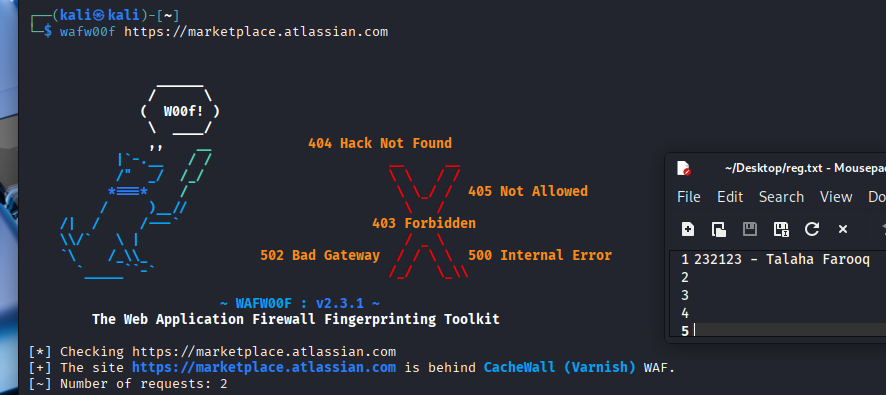 ┌──(kali㉿kali)-[~]
└─$ wafw00f https://marketplace.atlassian.com
W00f!
404 Hack Not Found
405 Not Allowed
403 Forbidden
502 Bad Gateway
500 Internal Error
~ WAFW00F : v2.3.1 ~
The Web Application Firewall Fingerprinting Toolkit
[*] Checking https://marketplace.atlassian.com
[+] The site https://marketplace.atlassian.com is behind CacheWall (Varnish) WAF.
[~] Number of requests: 2
~/Desktop/reg.txt - Mousepa
File Edit Search View Do
1 232123 - Talaha Farooq
2
3
4
5